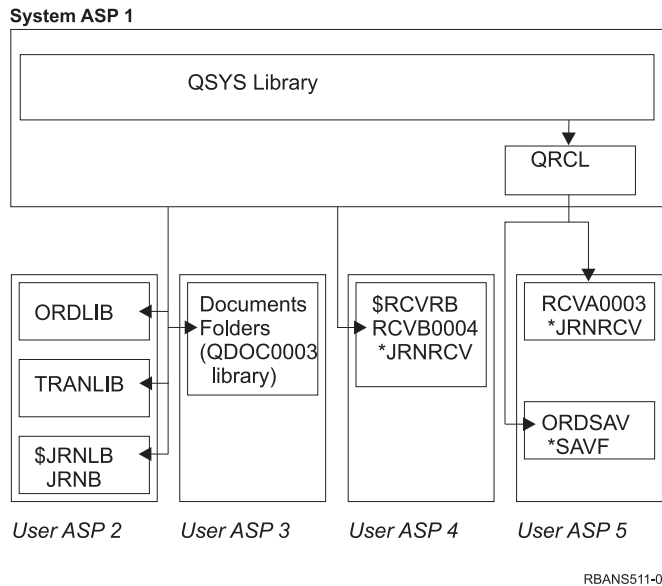 System ASP 1
QSYS Library
QRCL
ORDLIB
TRANLIB
$JRNLB
JRNB
User ASP 2
Documents
Folders
(QDOC0003
library)
User ASP 3
$RCVRB
RCVB0004
*JRNRCV
User ASP 4
RCVA0003
*JRNRCV
ORDSAV
*SAVF
User ASP 5
RBANS511-0